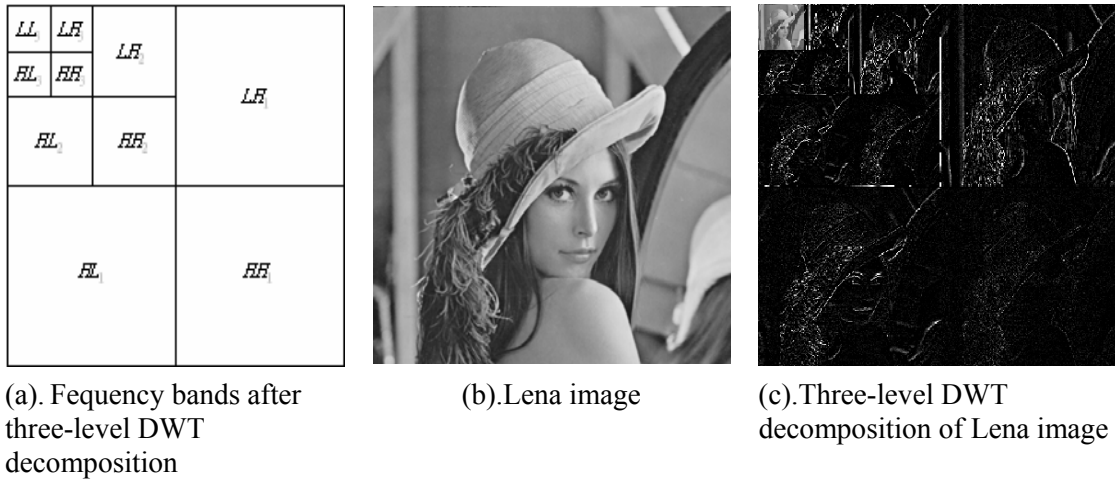 LL3 LH3
LH2
HL3 HH3
LH1
HL2 HH2
HL1 HH1
(a). Fequency bands after
three-level DWT
decomposition
(b).Lena image
(c).Three-level DWT
decomposition of Lena image